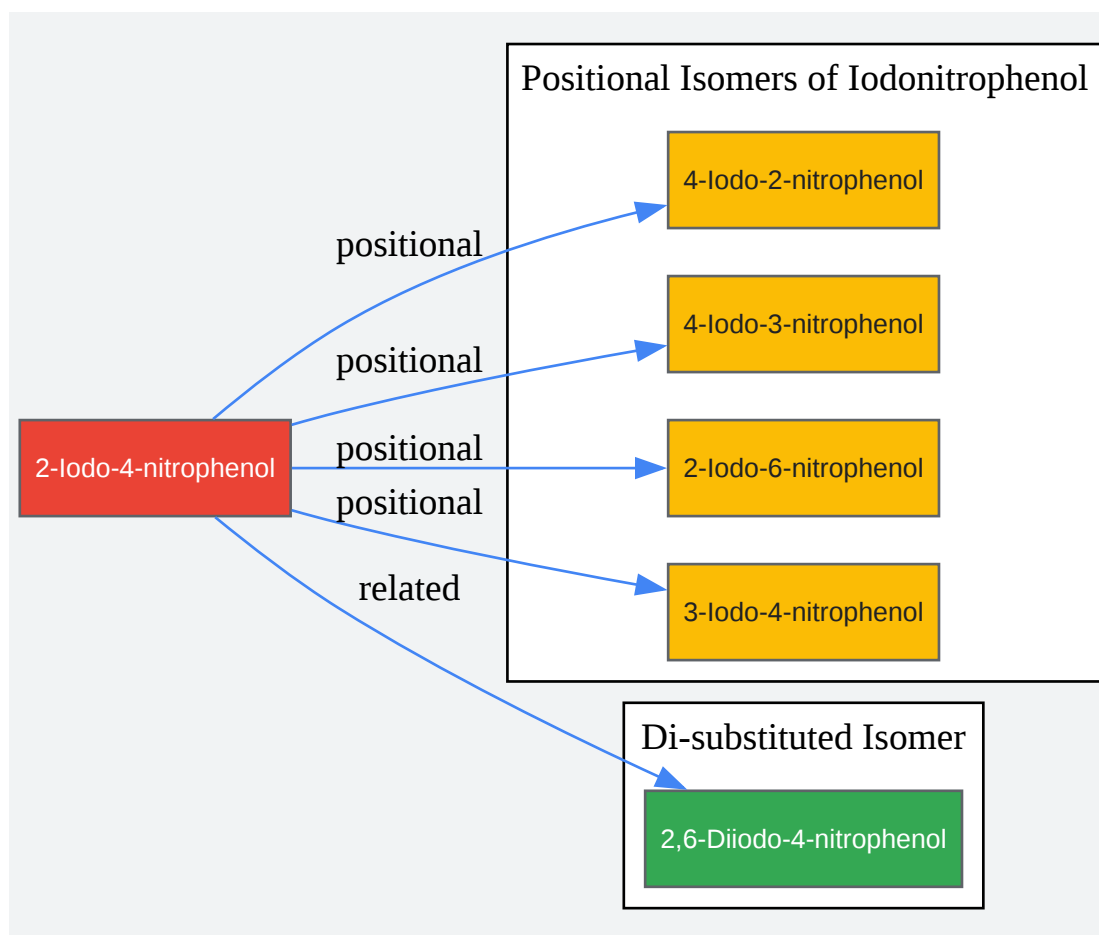 Positional Isomers of Iodonitrophenol
4-Iodo-2-nitrophenol
positional
4-Iodo-3-nitrophenol
positional
2-Iodo-4-nitrophenol
positional
2-Iodo-6-nitrophenol
positional
3-Iodo-4-nitrophenol
related
Di-substituted Isomer
2,6-Diiodo-4-nitrophenol